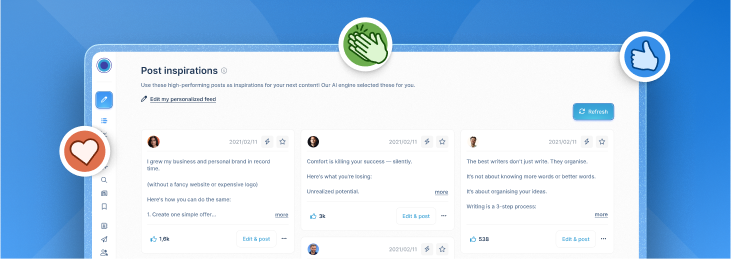 Post inspirations
Use these high-performing posts as inspirations for your next content! Our AI engine selected these for you.
Edit my personalized feed
Refresh
2021/02/11
I grew my business and personal brand in record
time.
(without a fancy website or expensive logo)
Here's how you can do the same:
1. Create one simple offer...
more
1,6k
Edit & post
2021/02/11
Comfort is killing your success — silently.
Here's what you're losing:
Unrealized potential.
more
3k
Edit & post
2021/02/11
The best writers don't just write. They organise.
It's not about knowing more words or better words.
It's about organising your ideas.
Writing is a 3-step process:
more
538
Edit & post
2021/02/11